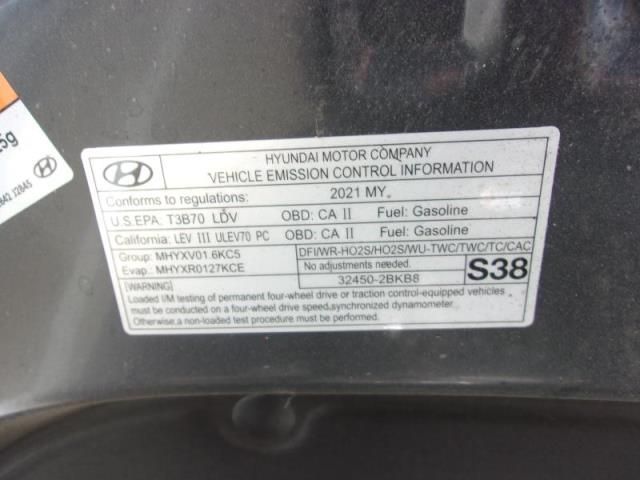 5g
J2845
HYUNDAI MOTOR COMPANY
VEHICLE EMISSION CONTROL INFORMATION
Conforms to regulations: 2021 MY
U.S.EPA: T3B70 LDV OBD: CA II Fuel: Gasoline
California: LEV III ULEV70 PC OBD: CA II Fuel: Gasoline
Group: MHYXV01.6KC5 DFI/WR-HO2S/HO2S/WU-TWC/TWC/TC/CAC
Evap.: MHYXR0127KCE No adjustments needed. S38
32450-2BKB8
[WARNING]
Loaded I/M testing of permanent four-wheel drive or traction control-equipped vehicles
must be conducted on a four-wheel drive speed,synchronized dynamometer.
Otherwise,a non-loaded test procedure must be performed.